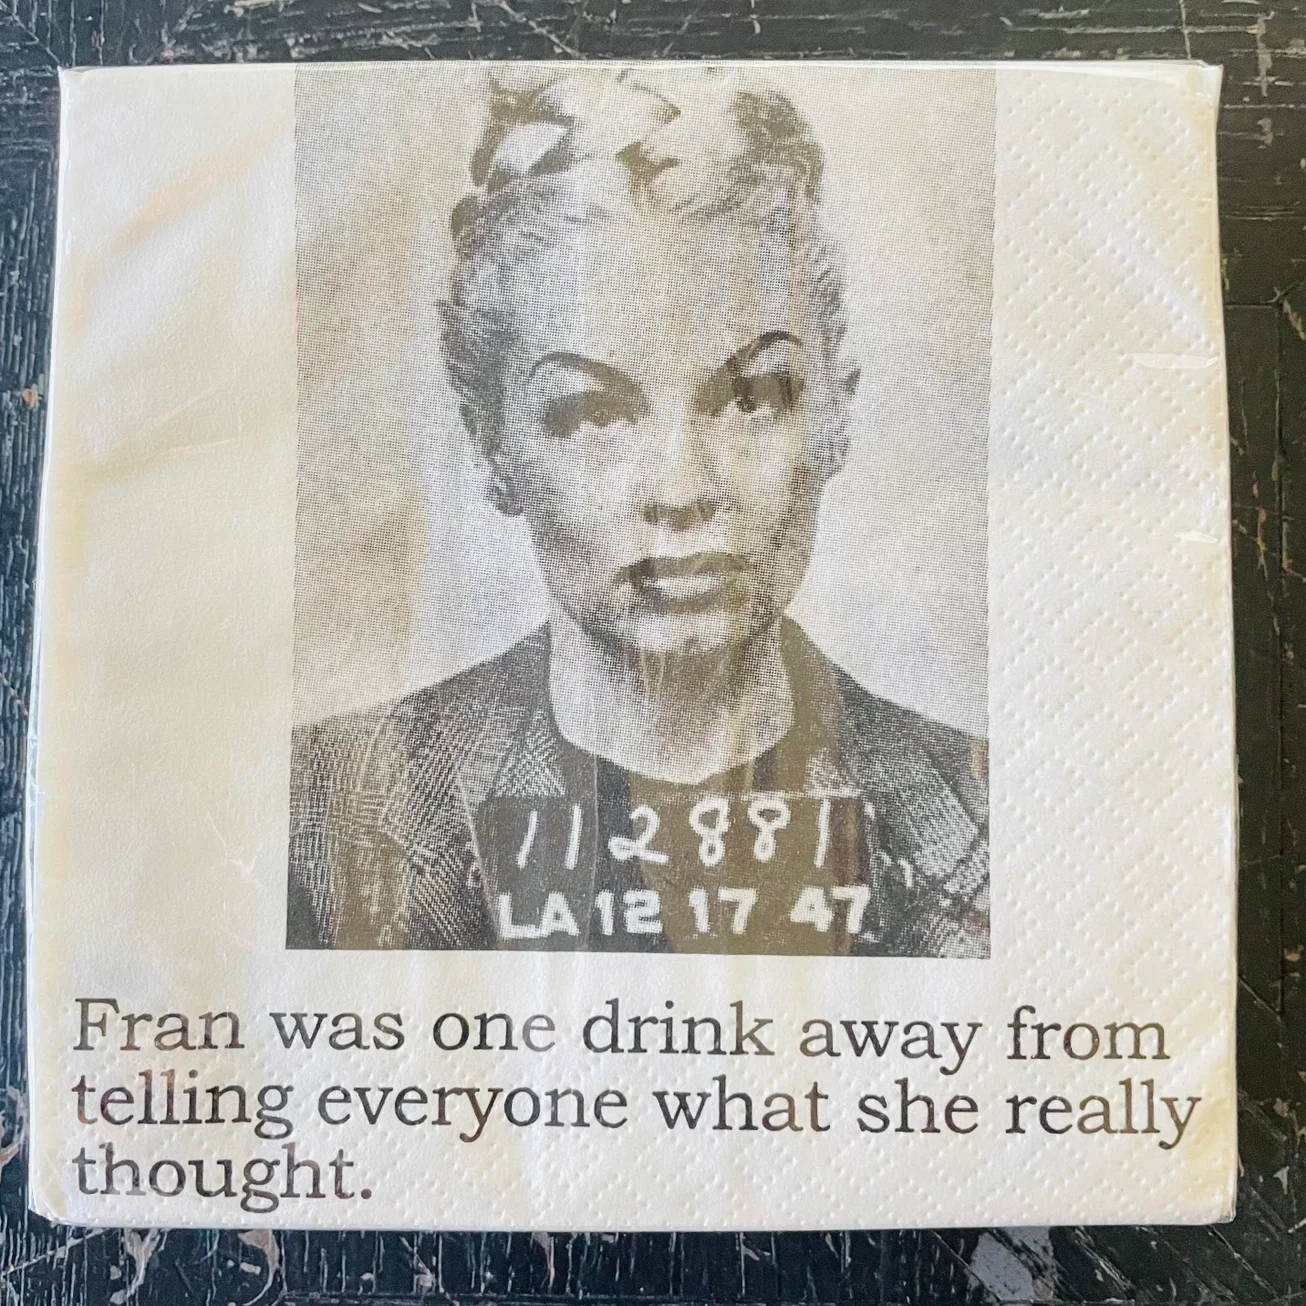 112881
LA 12 17 47
Fran was one drink away from
telling everyone what she really
thought.